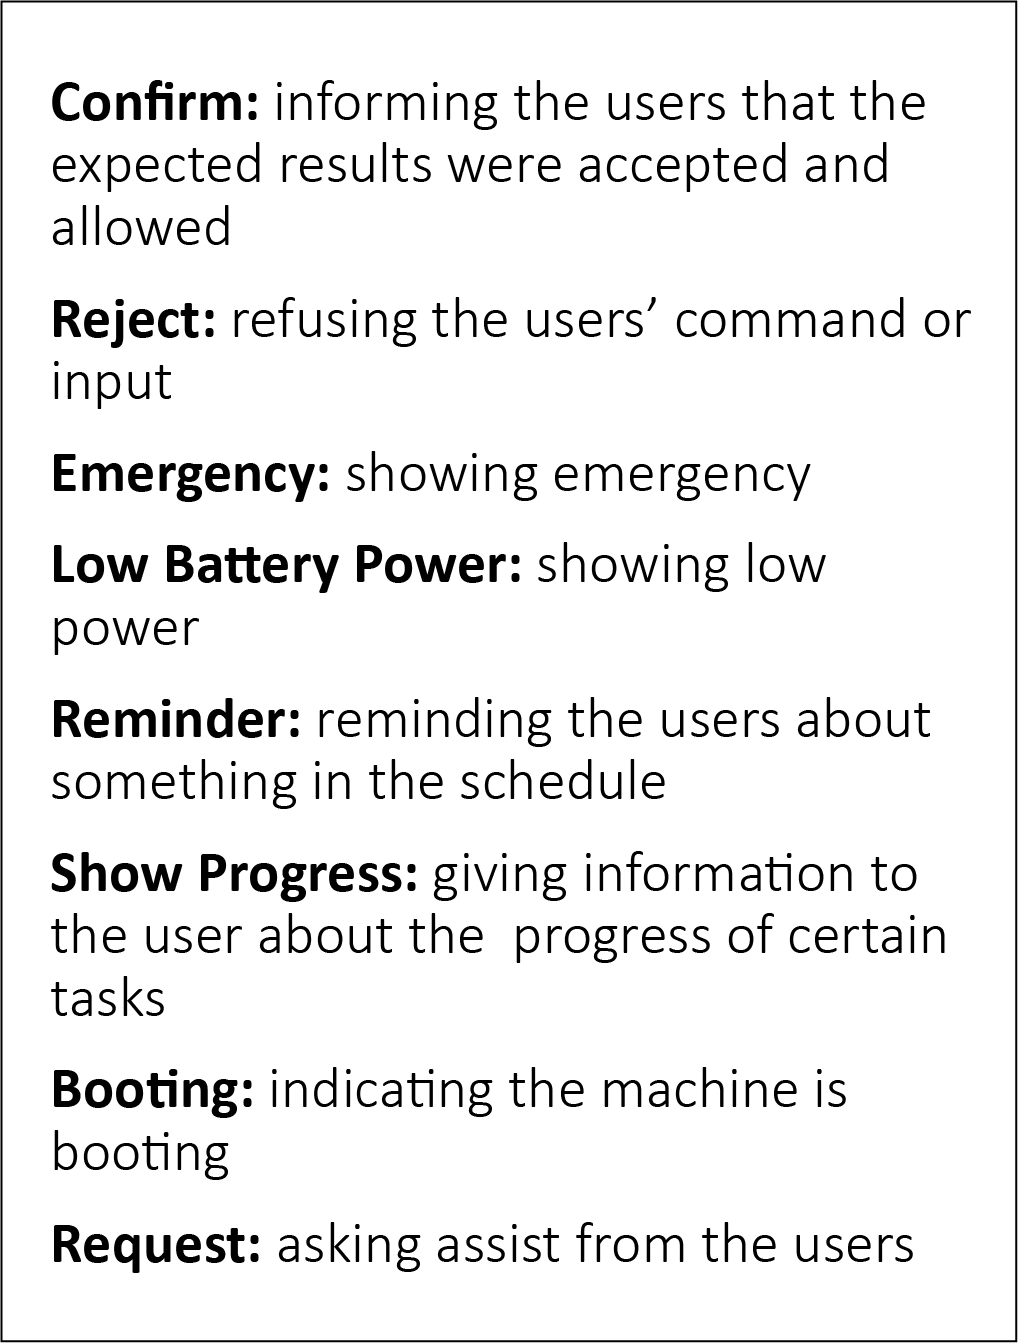 Confirm: informing the users that the
expected results were accepted and
allowed
Reject: refusing the users’ command or
input
Emergency: showing emergency
Low Battery Power: showing low
power
Reminder: reminding the users about
something in the schedule
Show Progress: giving information to
the user about the  progress of certain
tasks
Booting: indicating the machine is
booting
Request: asking assist from the users